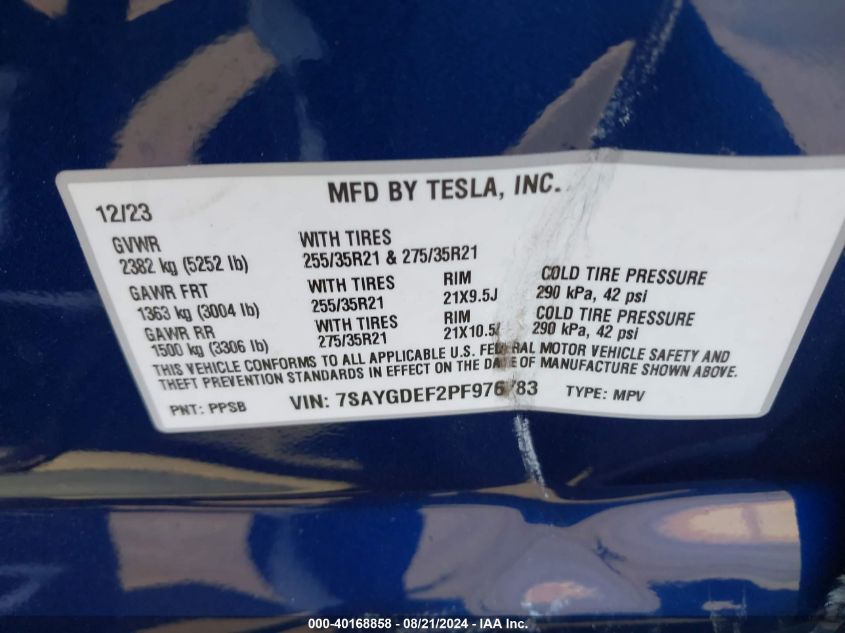 MFD BY TESLA, INC.
12/23
GVWR
2382 kg (5252 lb)
WITH TIRES
255/35R21 & 275/35R21
GAWR FRT
1363 kg (3004 lb)
WITH TIRES
255/35R21
RIM
21X9.5J
COLD TIRE PRESSURE
290 kPa, 42 psi
GAWR RR
1500 kg (3306 lb)
WITH TIRES
275/35R21
RIM
21X10.5J
COLD TIRE PRESSURE
290 kPa, 42 psi
THIS VEHICLE CONFORMS TO ALL APPLICABLE U.S. FEDERAL MOTOR VEHICLE SAFETY AND
THEFT PREVENTION STANDARDS IN EFFECT ON THE DATE OF MANUFACTURE SHOWN ABOVE.
PNT: PPSB VIN: TYPE: MPV
000-40168858 - 08/21/2024 - IAA Inc.